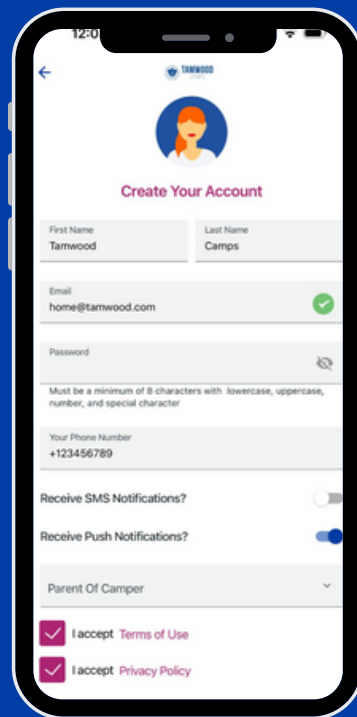 TAMWOOD
Create Your Account
First Name
Last Name
Tamwood
Camps
Email
home@tamwood.com
Password
Must be a minimum of 8 characters with lowercase, uppercase,
number, and special character
Your Phone Number
+123456789
Receive SMS Notifications?
Receive Push Notifications?
Parent Of Camper
I accept Terms of Use
I accept Privacy Policy